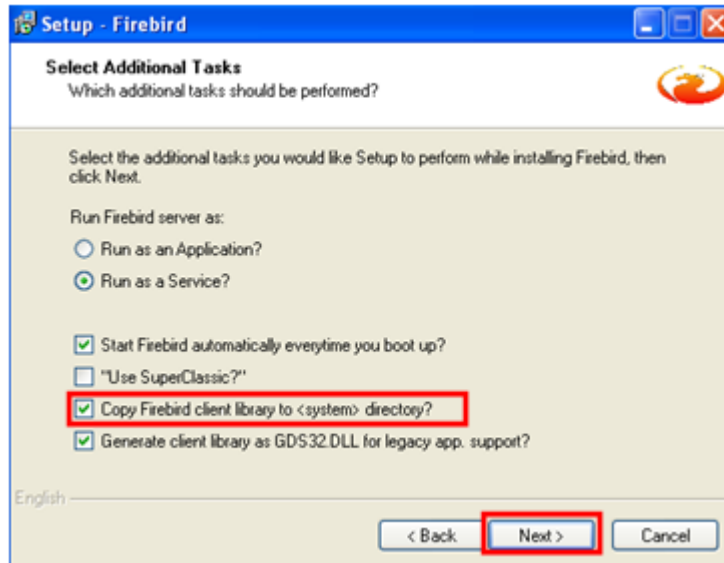 Setup - Firebird
Select Additional Tasks
Which additional tasks should be performed?
Select the additional tasks you would like Setup to perform while installing Firebird, then
click Next.
Run Firebird server as:
Run as an Application?
Run as a Service?
Start Firebird automatically everytime you boot up?
"Use SuperClassic?"
Copy Firebird client library to <system> directory?
Generate client library as GDS32.DLL for legacy app. support?
English
< Back
Next >
Cancel